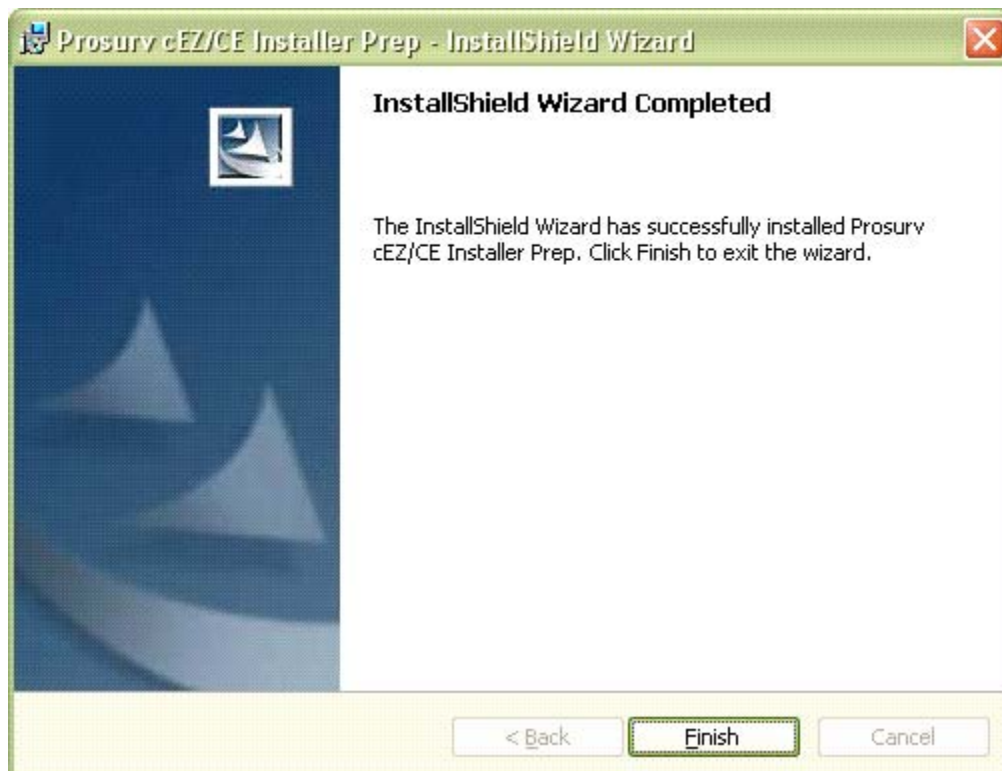 Prosurv cEZ/CE Installer Prep - InstallShield Wizard
InstallShield Wizard Completed
The InstallShield Wizard has successfully installed Prosurv
cEZ/CE Installer Prep. Click Finish to exit the wizard.
< Back
Finish
Cancel